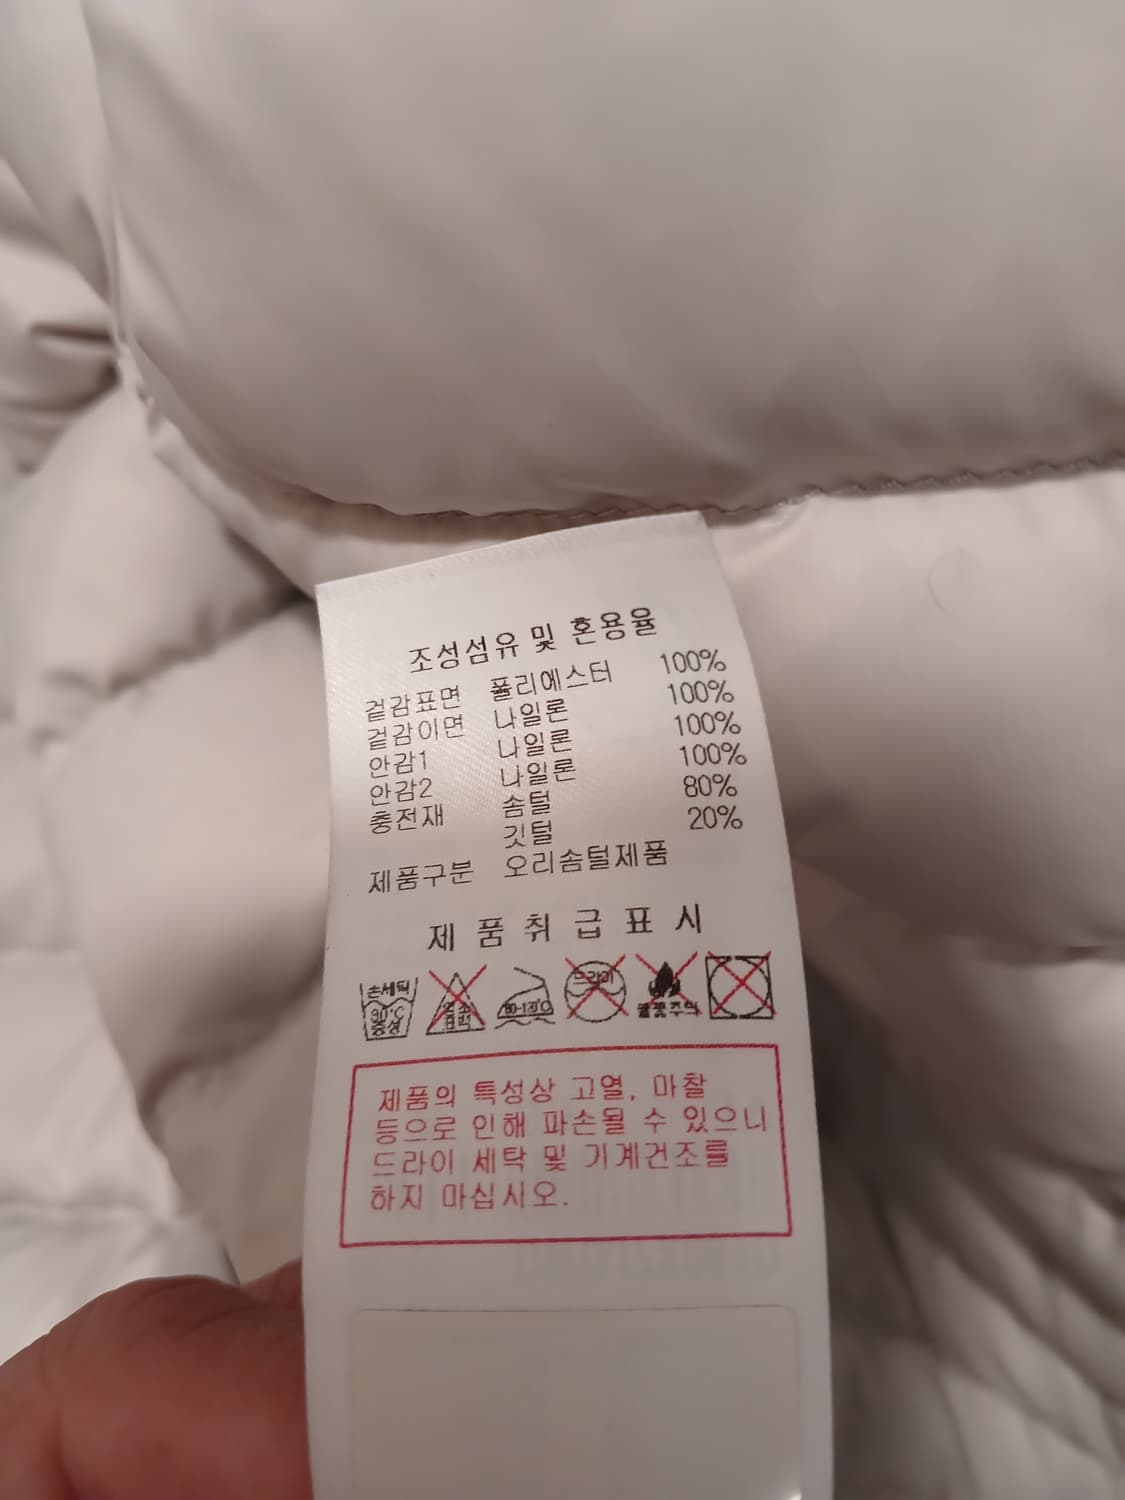 조성섬유 및 혼용율
겉감표면 폴리에스터 100%
겉감이면 나일론 100%
안감1 나일론 100%
안감2 나일론 100%
충전재 솜털 80%
깃털 20%
제품구분 오리솜털제품
제 품 취 급 표 시
손세탁 30℃ 중성
염소 표백
80-120℃
드라이
불꽃주의
제품의 특성상 고열, 마찰
등으로 인해 파손될 수 있으니
드라이 세탁 및 기계건조를
하지 마십시오.